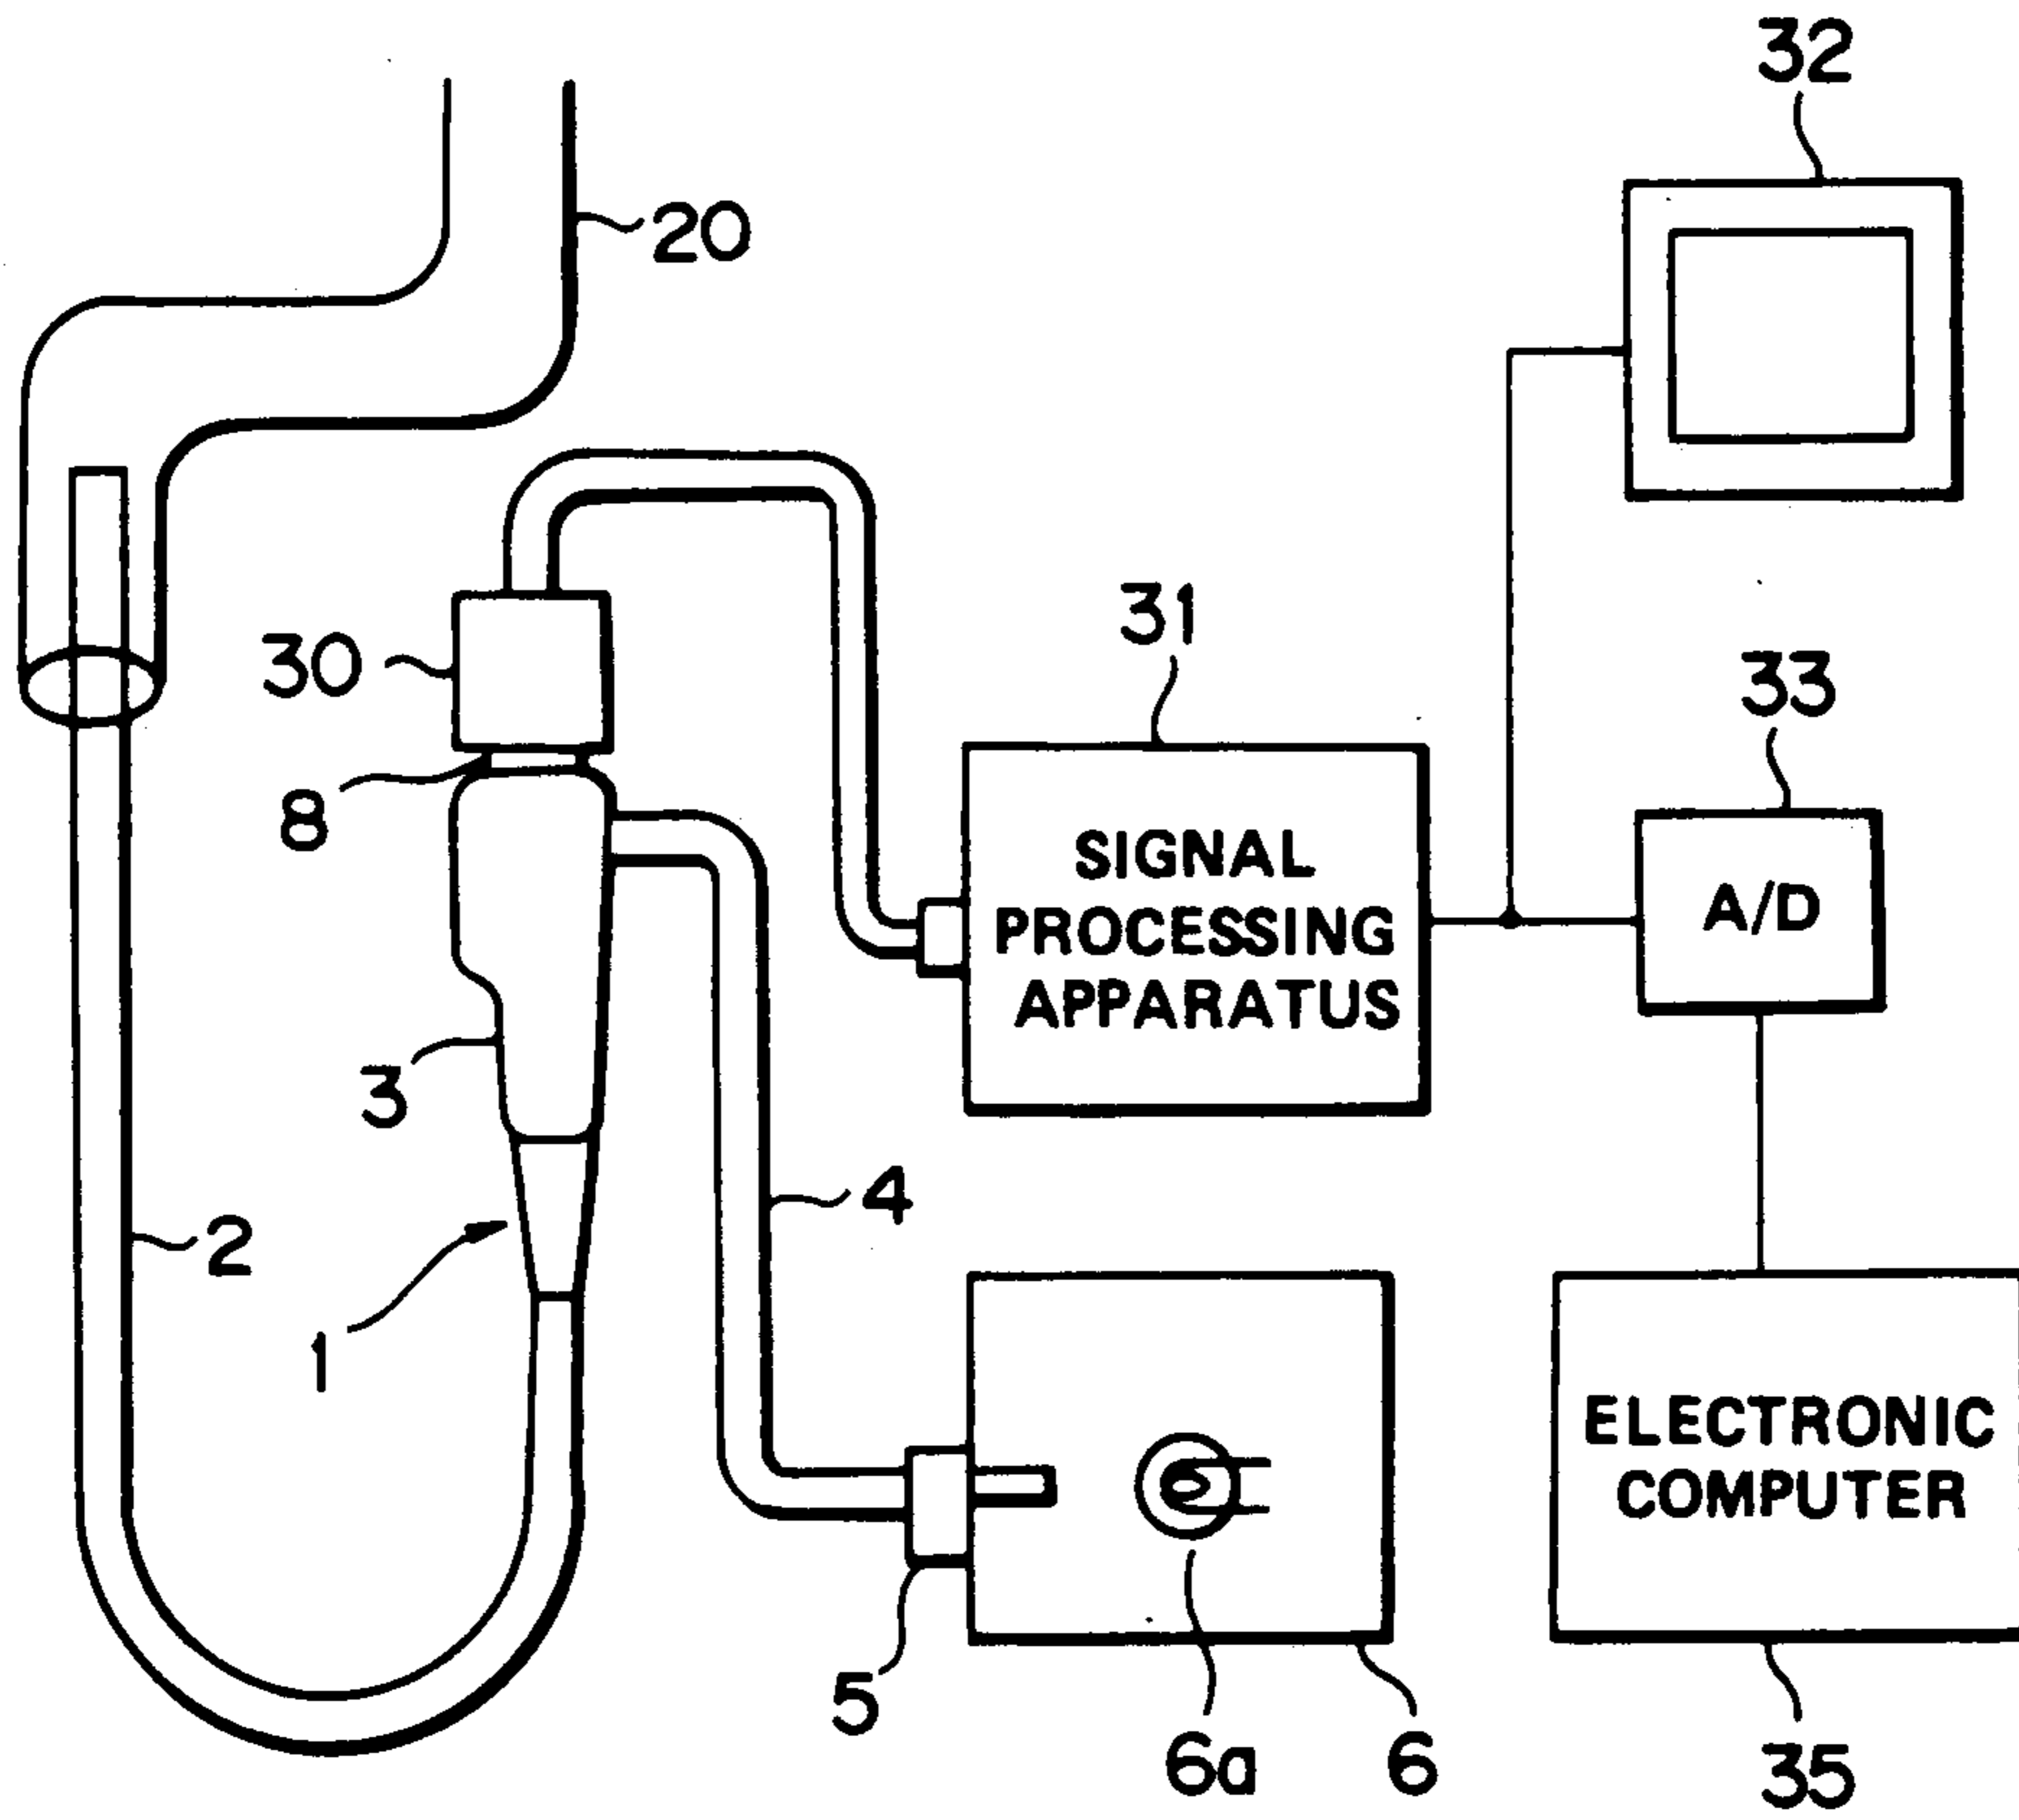 32
20
31
30
33
8
SIGNAL
PROCESSING
APPARATUS
A/D
3
4
2
1
ELECTRONIC
COMPUTER
5
6a
6
35